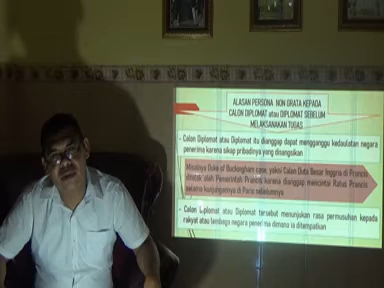 ALASAN PERSONA NON GRATA KEPADA
CALON DIPLOMAT atau DIPLOMAT SEBELUM
MELAKSANAKAN TUGAS
Calon Diplomat atau Diplomat itu dianggap dapat mengganggu kedaulatan negara
penerima karena sikap pribadinya yang disangsikan
Misalnya Duke of Buckingham case, yakni Calon Duta Besar Inggris di Prancis
ditolak oleh Pemerintah Prancis karena dianggap mencintai Ratus Prancis
selama kunjungannya di Paris sebelumnya
Calon Diplomat atau Diplomat tersebut menunjukan rasa permusuhan kepada
rakyat atau lembaga negara penerima dimana ia ditempatkan